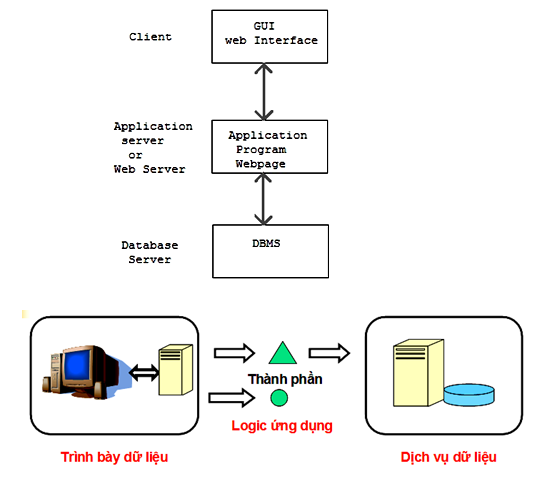 GUI
Client
web Interface
Application
server
or
Web Server
Application
Program
Webpage
Database
Server
DBMS
Thành phần
Logic ứng dụng
Trình bày dữ liệu
Dịch vụ dữ liệu